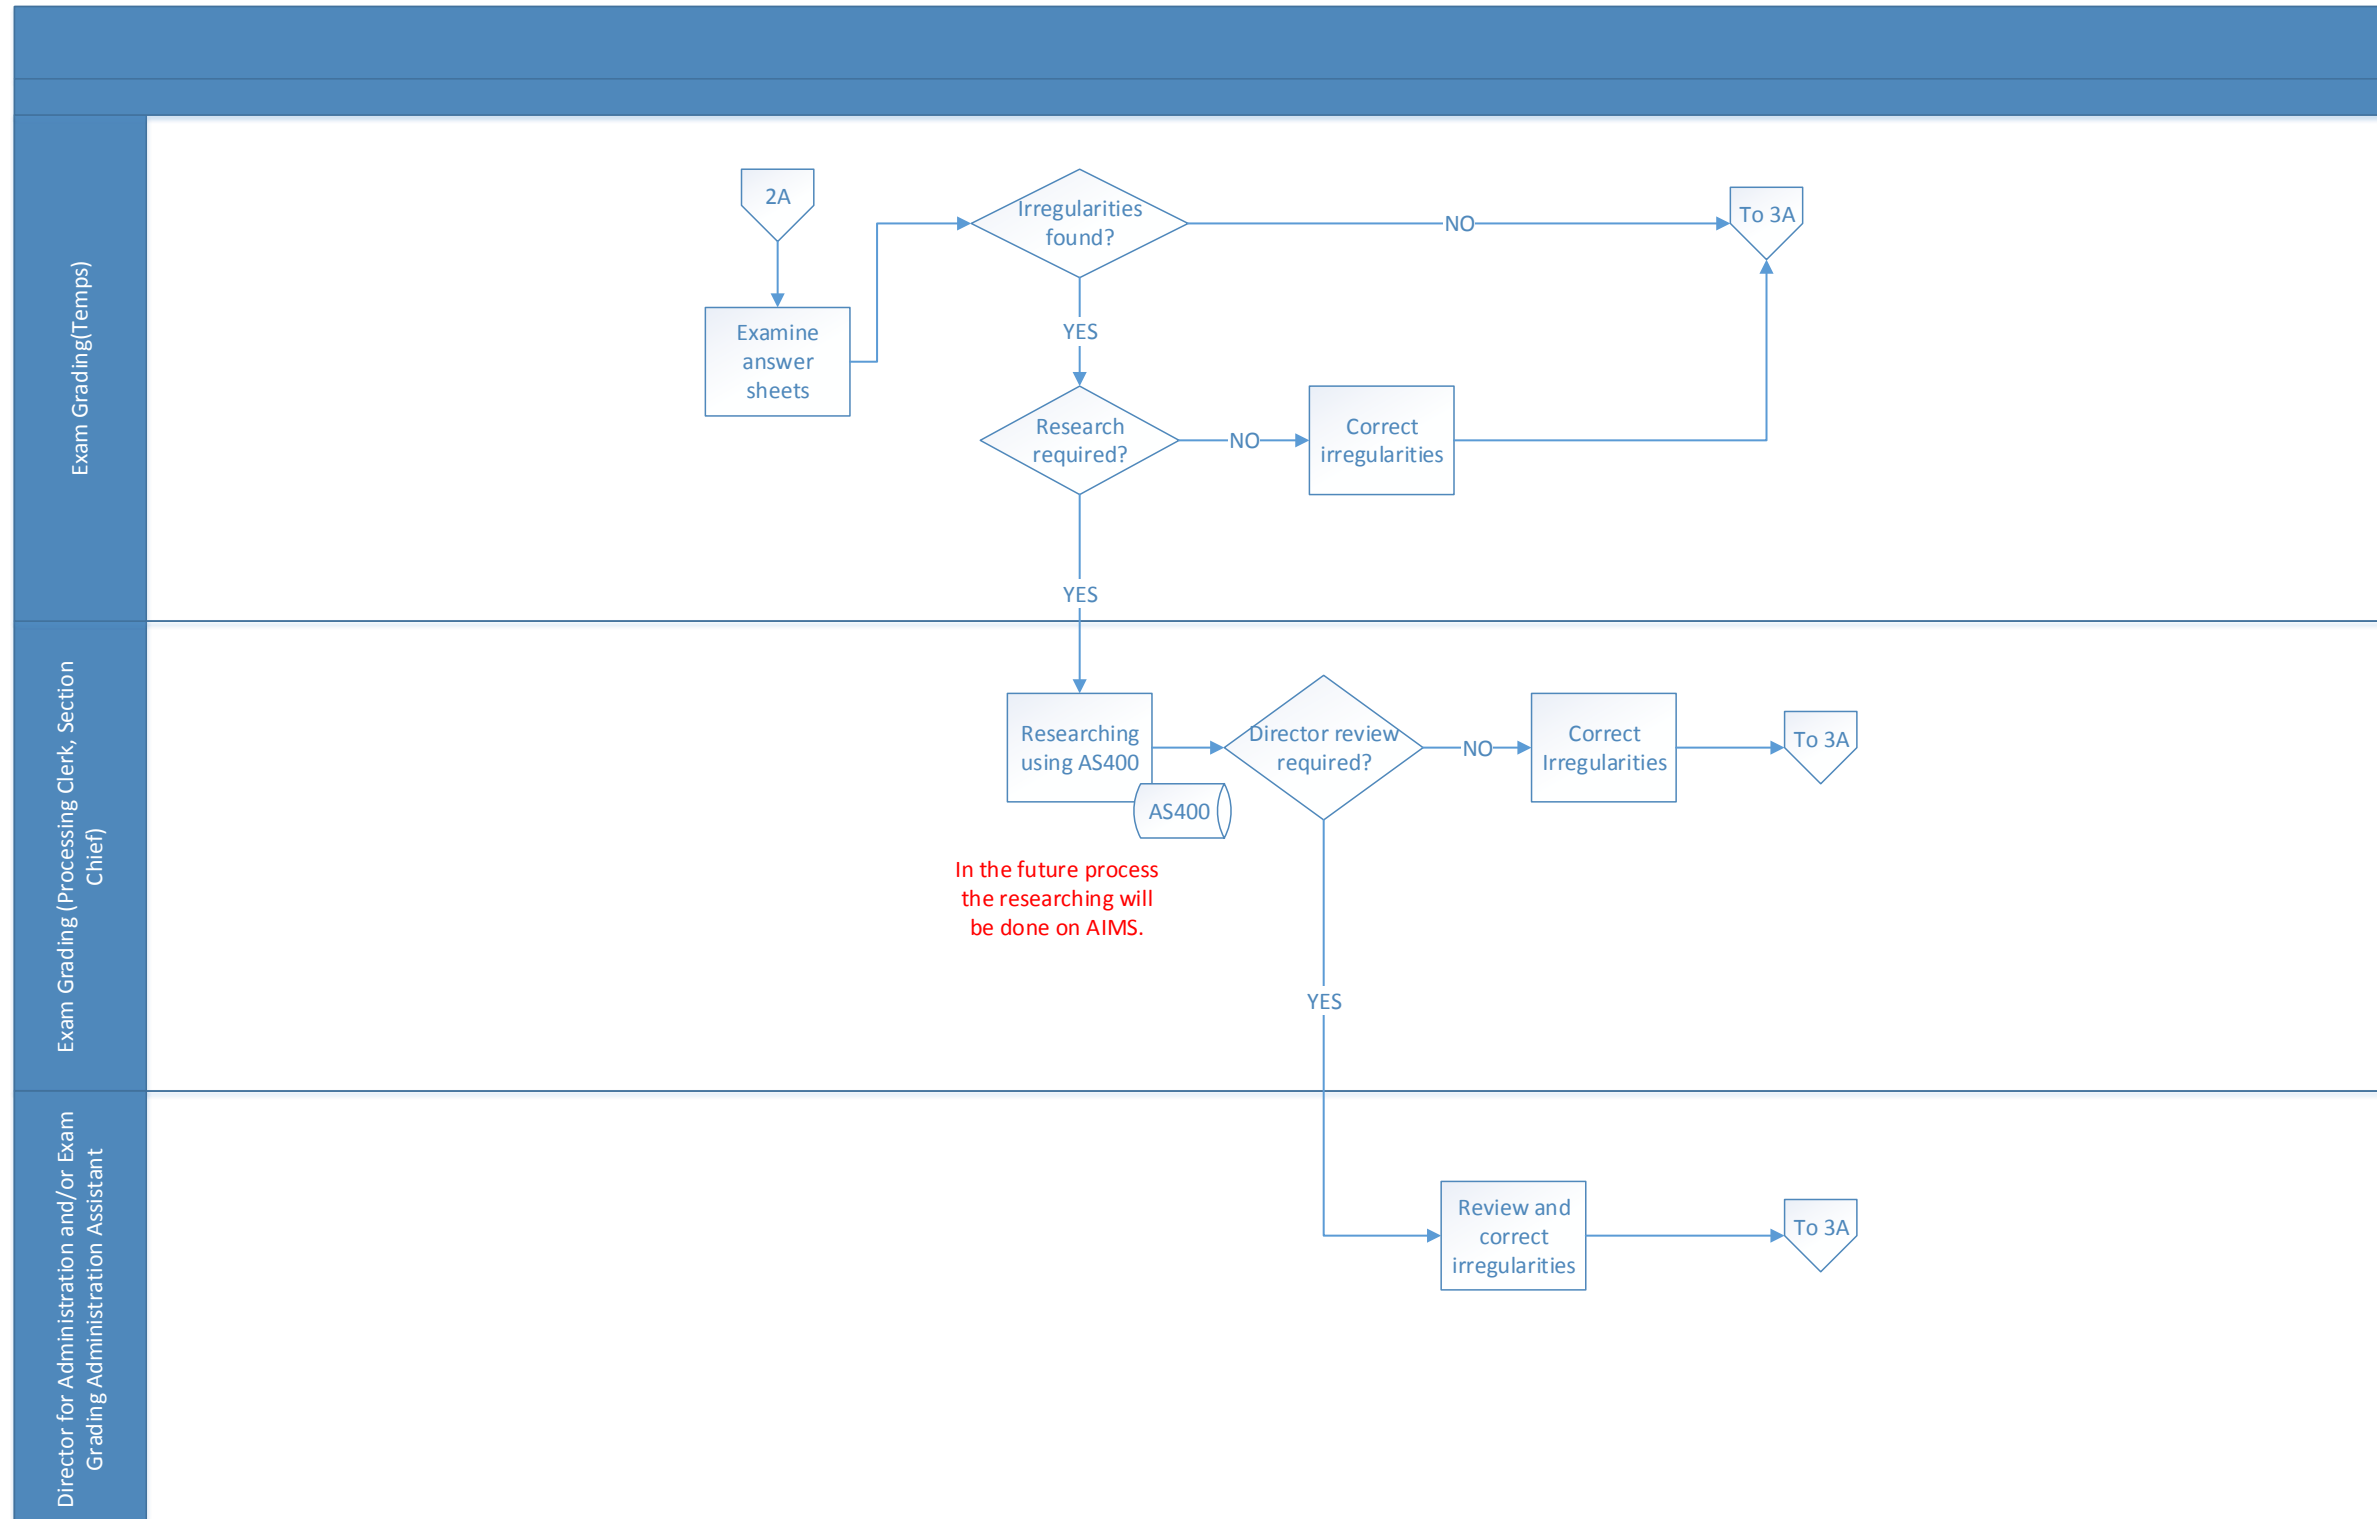 Exam Grading(Temps)
2A
Examine
answer
sheets
Irregularities
found?
NO
To 3A
YES
Research
required?
NO
Correct
irregularities
YES
Exam Grading (Processing Clerk, Section
Chief)
Researching
using AS400
AS400
In the future process
the researching will
be done on AIMS.
Director review
required?
NO
Correct
Irregularities
To 3A
YES
Director for Administration and/or Exam
Grading Administration Assistant
Review and
correct
irregularities
To 3A